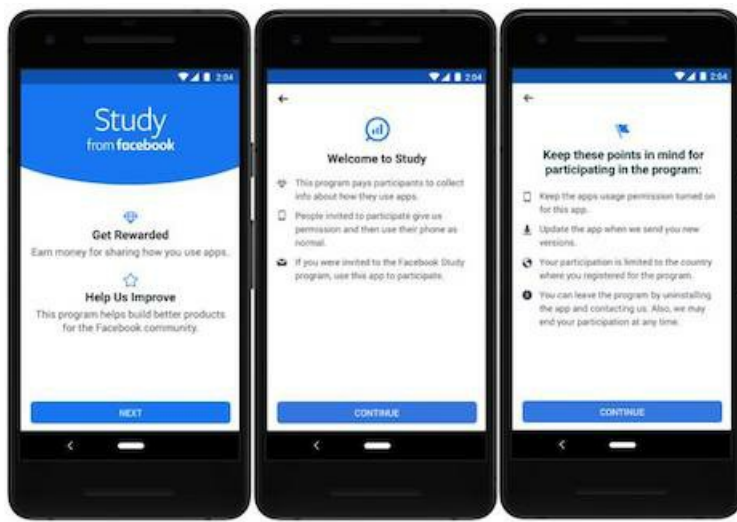 2:04
Study
from facebook
Get Rewarded
Earn money for sharing how you use apps.
Help Us Improve
This program helps build better products
for the Facebook community.
NEXT
2:04
Welcome to Study
This program pays participants to collect
info about how they use apps.
People invited to participate give us
permission and then use their phone as
normal.
If you were invited to the Facebook Study
program, use this app to participate.
CONTINUE
2:04
Keep these points in mind for
participating in the program:
Keep the apps usage permission turned on
for this app.
Update the app when we send you new
versions.
Your participation is limited to the country
where you registered for the program.
You can leave the program by uninstalling
the app and contacting us. Also, we may
end your participation at any time.
CONTINUE